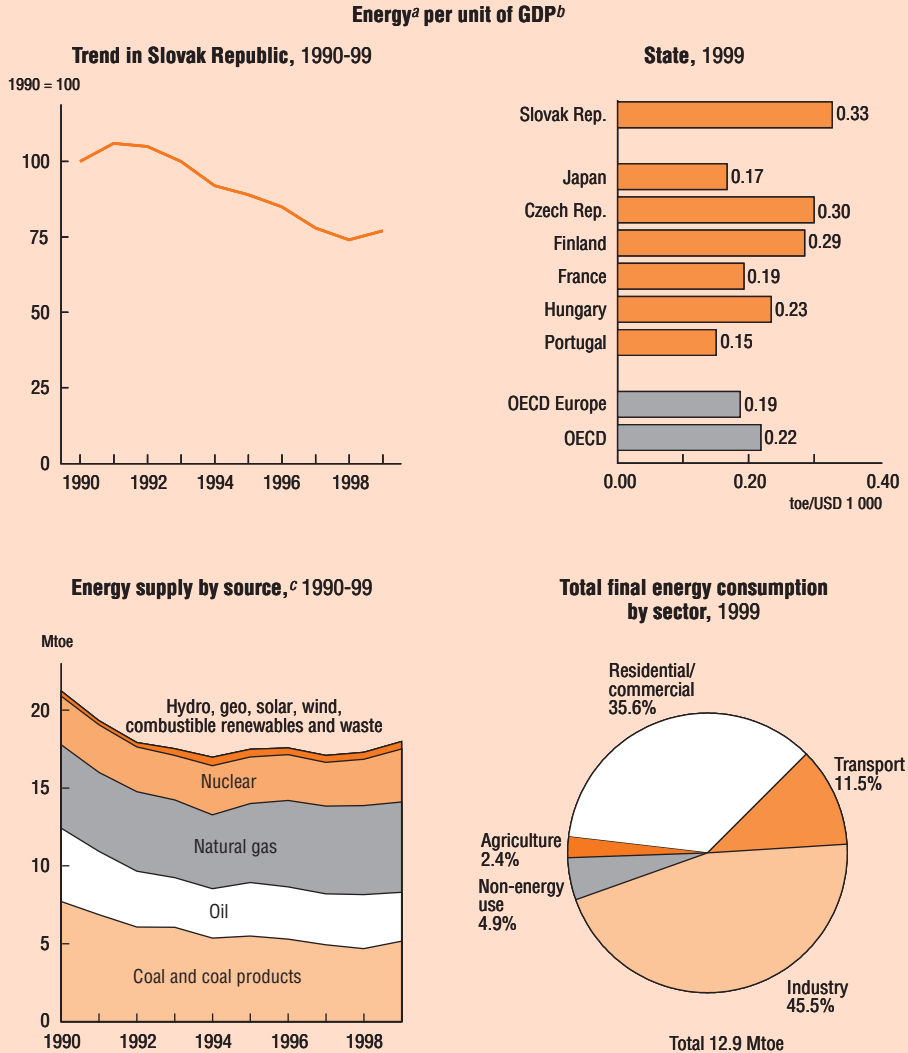 Energyᵃ per unit of GDPᵇ
Trend in Slovak Republic, 1990-99
1990 = 100
100
75
50
25
0
1990 1992 1994 1996 1998
State, 1999
Slovak Rep. 0.33
Japan 0.17
Czech Rep. 0.30
Finland 0.29
France 0.19
Hungary 0.23
Portugal 0.15
OECD Europe 0.19
OECD 0.22
0.00 0.20 0.40
toe/USD 1 000
Energy supply by source,ᶜ 1990-99
Mtoe
20
15
10
5
0
Hydro, geo, solar, wind,
combustible renewables and waste
Nuclear
Natural gas
Oil
Coal and coal products
1990 1992 1994 1996 1998
Total final energy consumption
by sector, 1999
Residential/
commercial
35.6%
Transport
11.5%
Agriculture
2.4%
Non-energy
use
4.9%
Industry
45.5%
Total 12.9 Mtoe